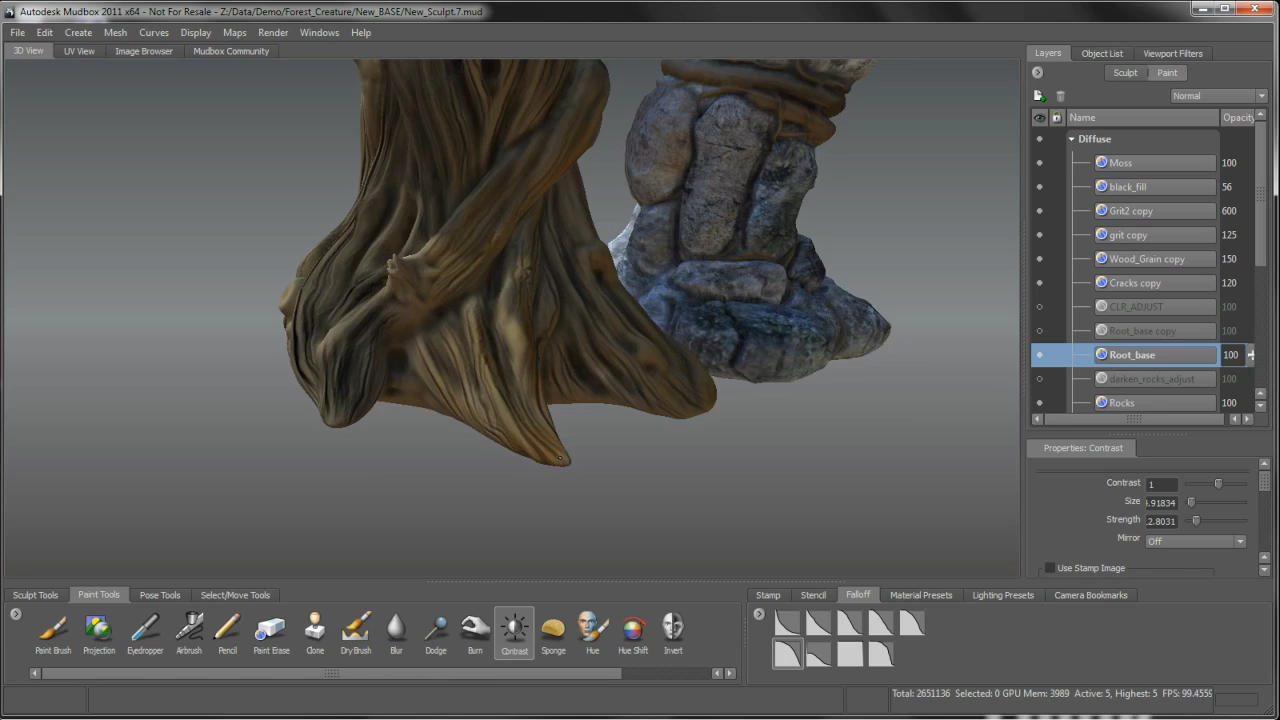 Autodesk Mudbox 2011 x64 - Not For Resale - Z:/Data/Demo/Forest_Creature/New_BASE/New_Sculpt.7.mud
File Edit Create Mesh Curves Display Maps Render Windows Help
3D View UV View Image Browser Mudbox Community
Layers Object List Viewport Filters
Sculpt Paint
Normal
Name Opacity
Diffuse
Moss 100
black_fill 56
Grit2 copy 600
grit copy 125
Wood_Grain copy 150
Cracks copy 120
CLR_ADJUST 100
Root_base copy 100
Root_base 100
darken_rocks_adjust 100
Rocks 100
Properties: Contrast
Contrast 1
Size .91834
Strength .2.8031
Mirror Off
Use Stamp Image
Sculpt Tools Paint Tools Pose Tools Select/Move Tools
Paint Brush Projection Eyedropper Airbrush Pencil Paint Erase Clone Dry Brush Blur Dodge Burn Contrast Sponge Hue Hue Shift Invert
Stamp Stencil Falloff Material Presets Lighting Presets Camera Bookmarks
Total: 2651136 Selected: 0 GPU Mem: 3989 Active: 5, Highest: 5 FPS: 99.4559